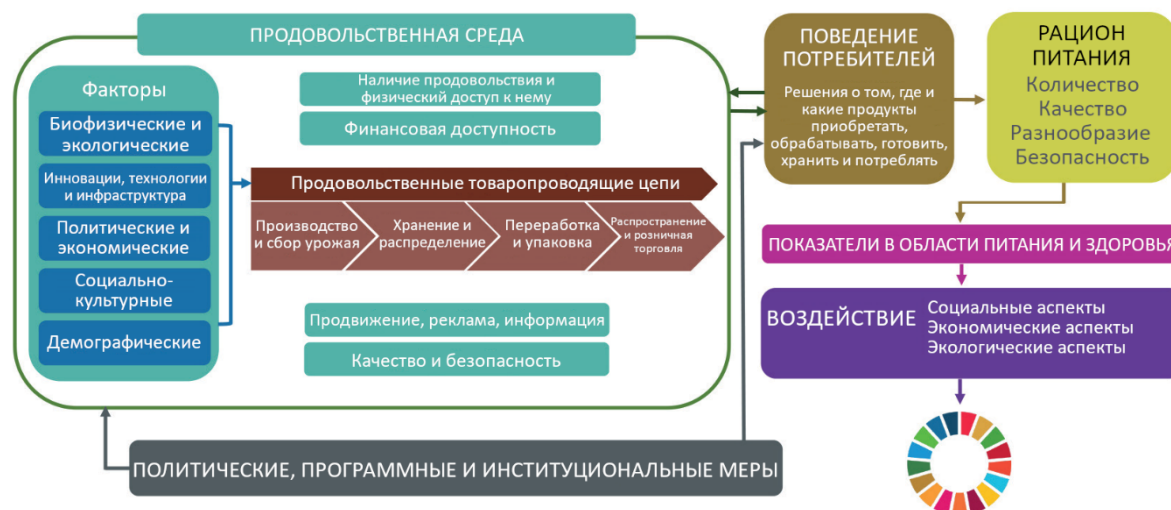 ПРОДОВОЛЬСТВЕННАЯ СРЕДА
Факторы
Биофизические и
экологические
Инновации, технологии
и инфраструктура
Политические и
экономические
Социально-
культурные
Демографические
Наличие продовольствия и
физический доступ к нему
Финансовая доступность
Продовольственные товаропроводящие цепи
Производство
и сбор урожая
Хранение и
распределение
Переработка
и упаковка
Распространение
и розничная
торговля
Продвижение, реклама, информация
Качество и безопасность
ПОЛИТИЧЕСКИЕ, ПРОГРАММНЫЕ И ИНСТИТУЦИОНАЛЬНЫЕ МЕРЫ
ПОВЕДЕНИЕ
ПОТРЕБИТЕЛЕЙ
Решения о том, где и
какие продукты
приобретать,
обрабатывать, готовить,
хранить и потреблять
РАЦИОН
ПИТАНИЯ
Количество
Качество
Разнообразие
Безопасность
ПОКАЗАТЕЛИ В ОБЛАСТИ ПИТАНИЯ И ЗДОРОВЬЯ
ВОЗДЕЙСТВИЕ
Социальные аспекты
Экономические аспекты
Экологические аспекты